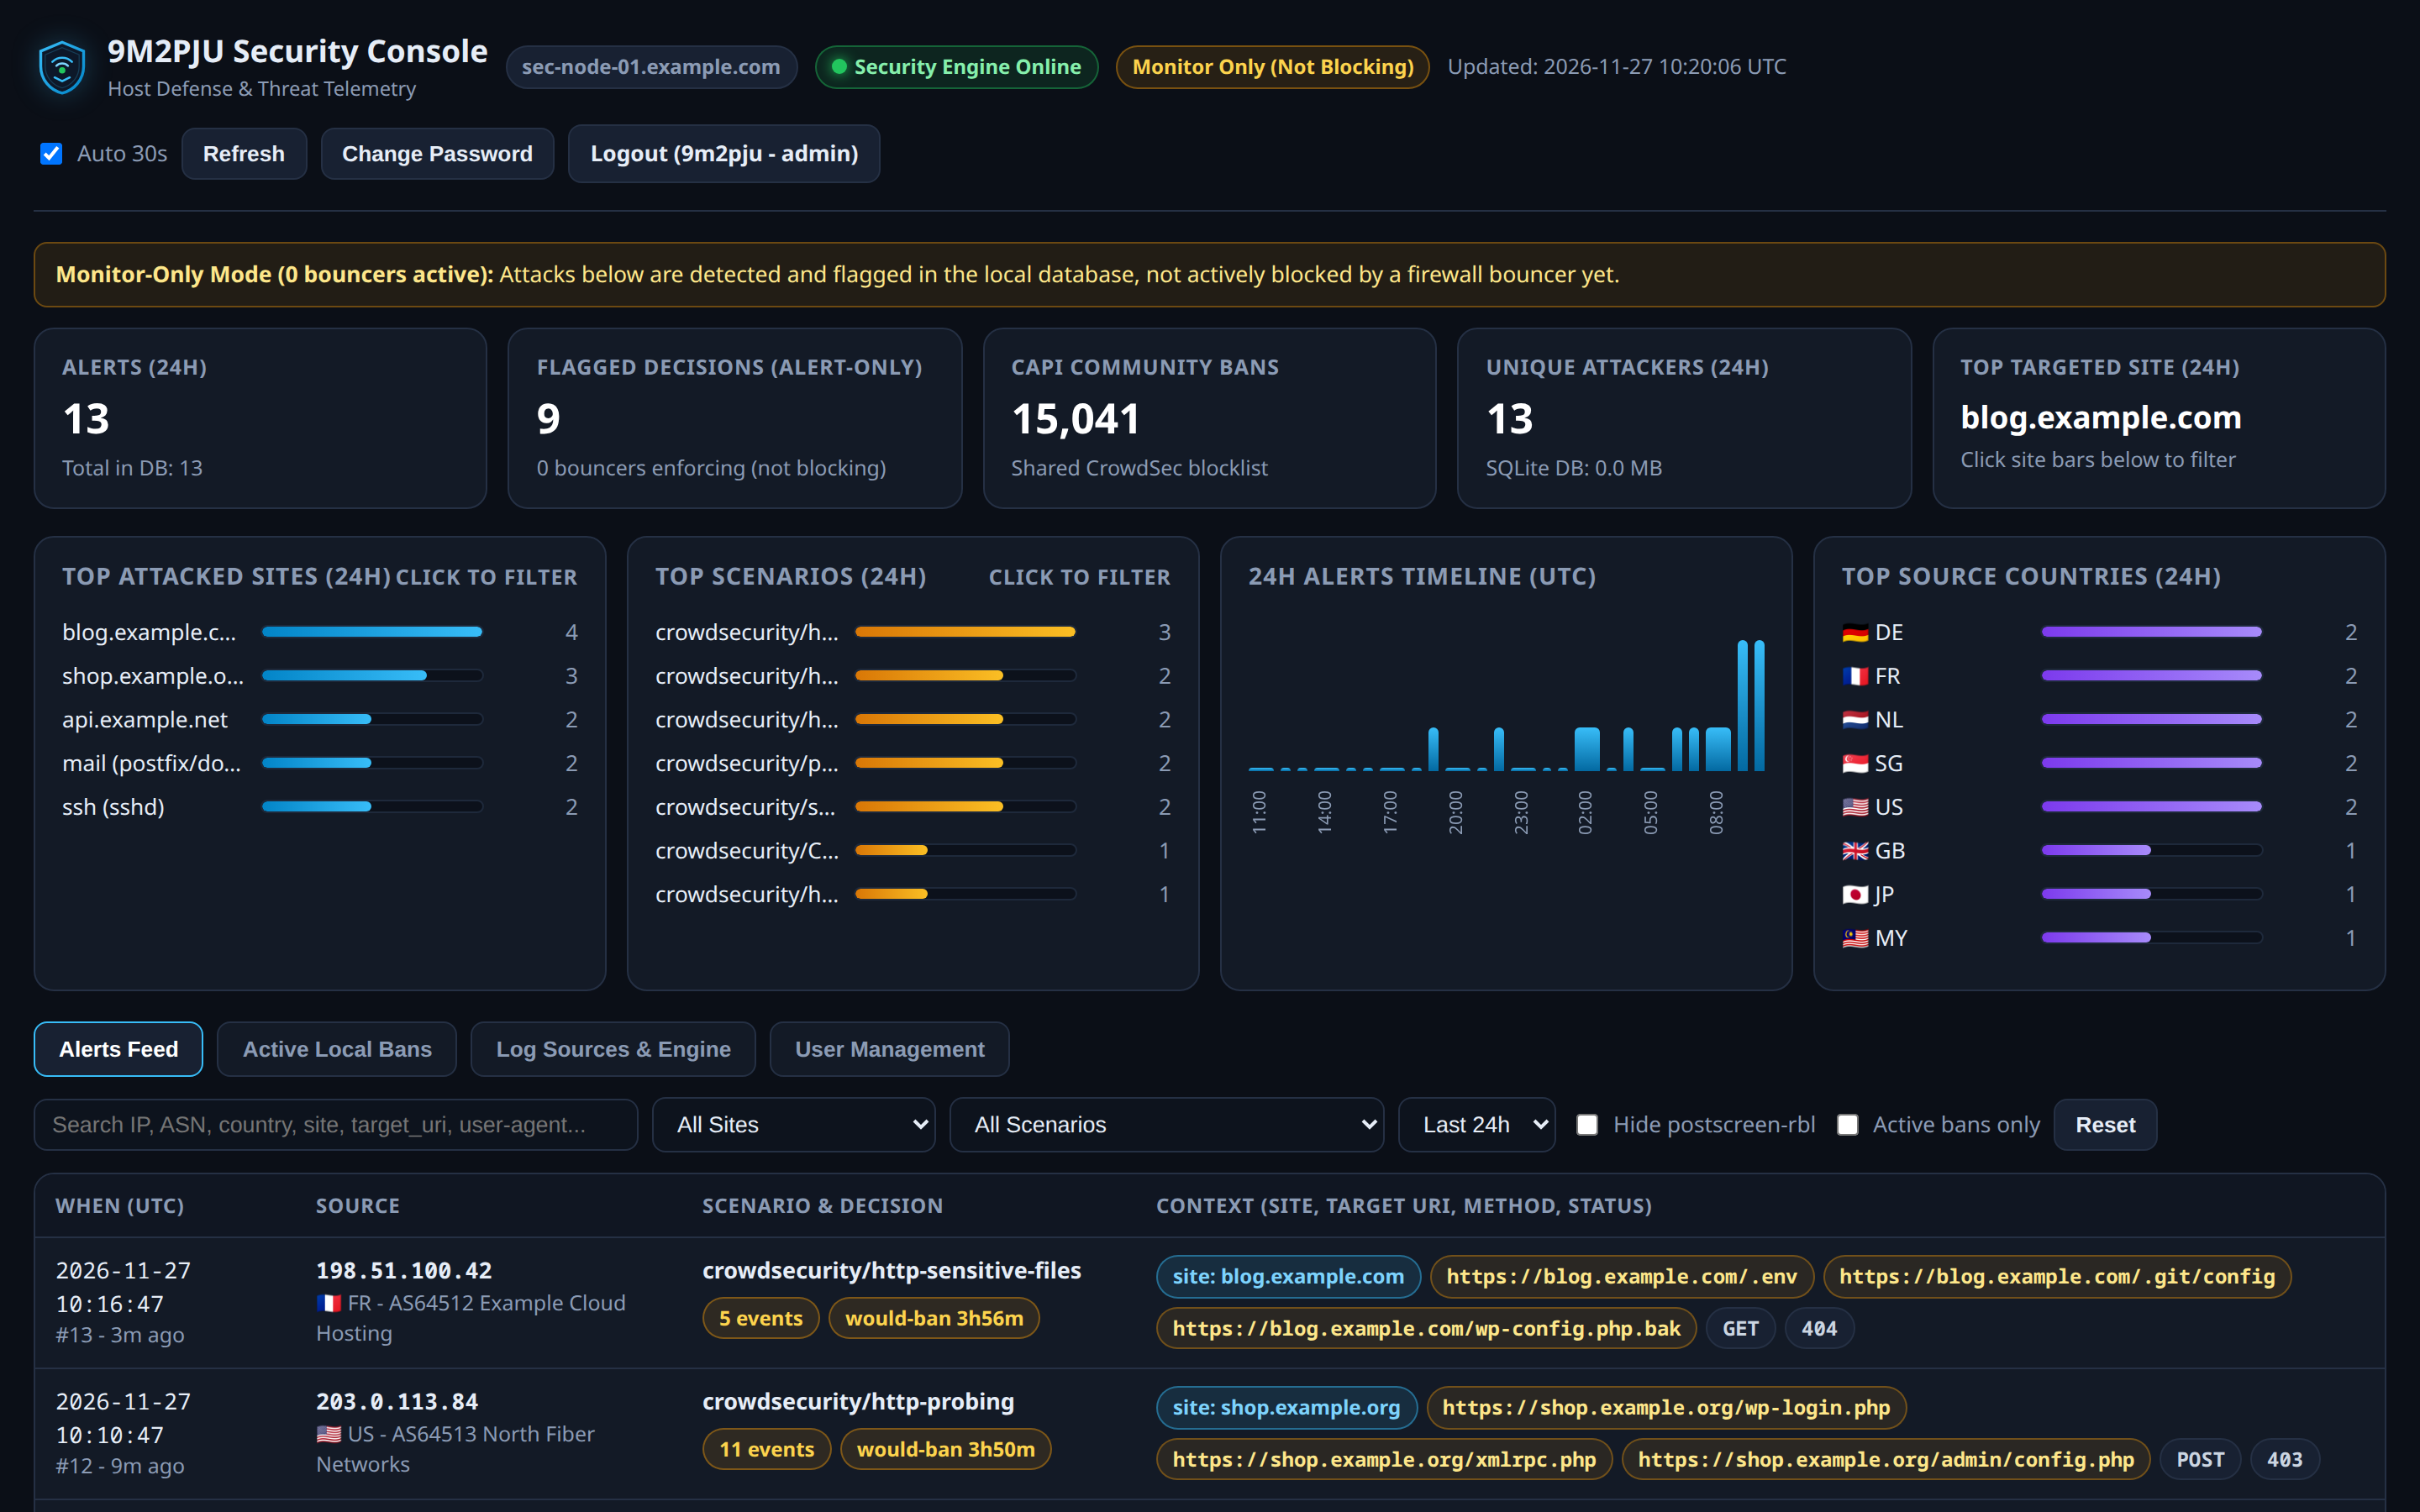 9M2PJU Security Console
Host Defense & Threat Telemetry
sec-node-01.example.com
Security Engine Online
Monitor Only (Not Blocking)
Updated: 2026-11-27 10:20:06 UTC
Auto 30s
Refresh
Change Password
Logout (9m2pju - admin)
Monitor-Only Mode (0 bouncers active): Attacks below are detected and flagged in the local database, not actively blocked by a firewall bouncer yet.
ALERTS (24H)
13
Total in DB: 13
FLAGGED DECISIONS (ALERT-ONLY)
9
0 bouncers enforcing (not blocking)
CAPI COMMUNITY BANS
15,041
Shared CrowdSec blocklist
UNIQUE ATTACKERS (24H)
13
SQLite DB: 0.0 MB
TOP TARGETED SITE (24H)
blog.example.com
Click site bars below to filter
TOP ATTACKED SITES (24H) CLICK TO FILTER
blog.example.c... 4
shop.example.o... 3
api.example.net 2
mail (postfix/do... 2
ssh (sshd) 2
TOP SCENARIOS (24H) CLICK TO FILTER
crowdsecurity/h... 3
crowdsecurity/h... 2
crowdsecurity/h... 2
crowdsecurity/p... 2
crowdsecurity/s... 2
crowdsecurity/C... 1
crowdsecurity/h... 1
24H ALERTS TIMELINE (UTC)
11:00 14:00 17:00 20:00 23:00 02:00 05:00 08:00
TOP SOURCE COUNTRIES (24H)
DE 2
FR 2
NL 2
SG 2
US 2
GB 1
JP 1
MY 1
Alerts Feed
Active Local Bans
Log Sources & Engine
User Management
Search IP, ASN, country, site, target_uri, user-agent...
All Sites
All Scenarios
Last 24h
Hide postscreen-rbl
Active bans only
Reset
WHEN (UTC) SOURCE SCENARIO & DECISION CONTEXT (SITE, TARGET URI, METHOD, STATUS)
2026-11-27
10:16:47
#13 - 3m ago
198.51.100.42
FR - AS64512 Example Cloud
Hosting
crowdsecurity/http-sensitive-files
5 events would-ban 3h56m
site: blog.example.com https://blog.example.com/.env https://blog.example.com/.git/config
https://blog.example.com/wp-config.php.bak GET 404
2026-11-27
10:10:47
#12 - 9m ago
203.0.113.84
US - AS64513 North Fiber
Networks
crowdsecurity/http-probing
11 events would-ban 3h50m
site: shop.example.org https://shop.example.org/wp-login.php
https://shop.example.org/xmlrpc.php https://shop.example.org/admin/config.php POST 403